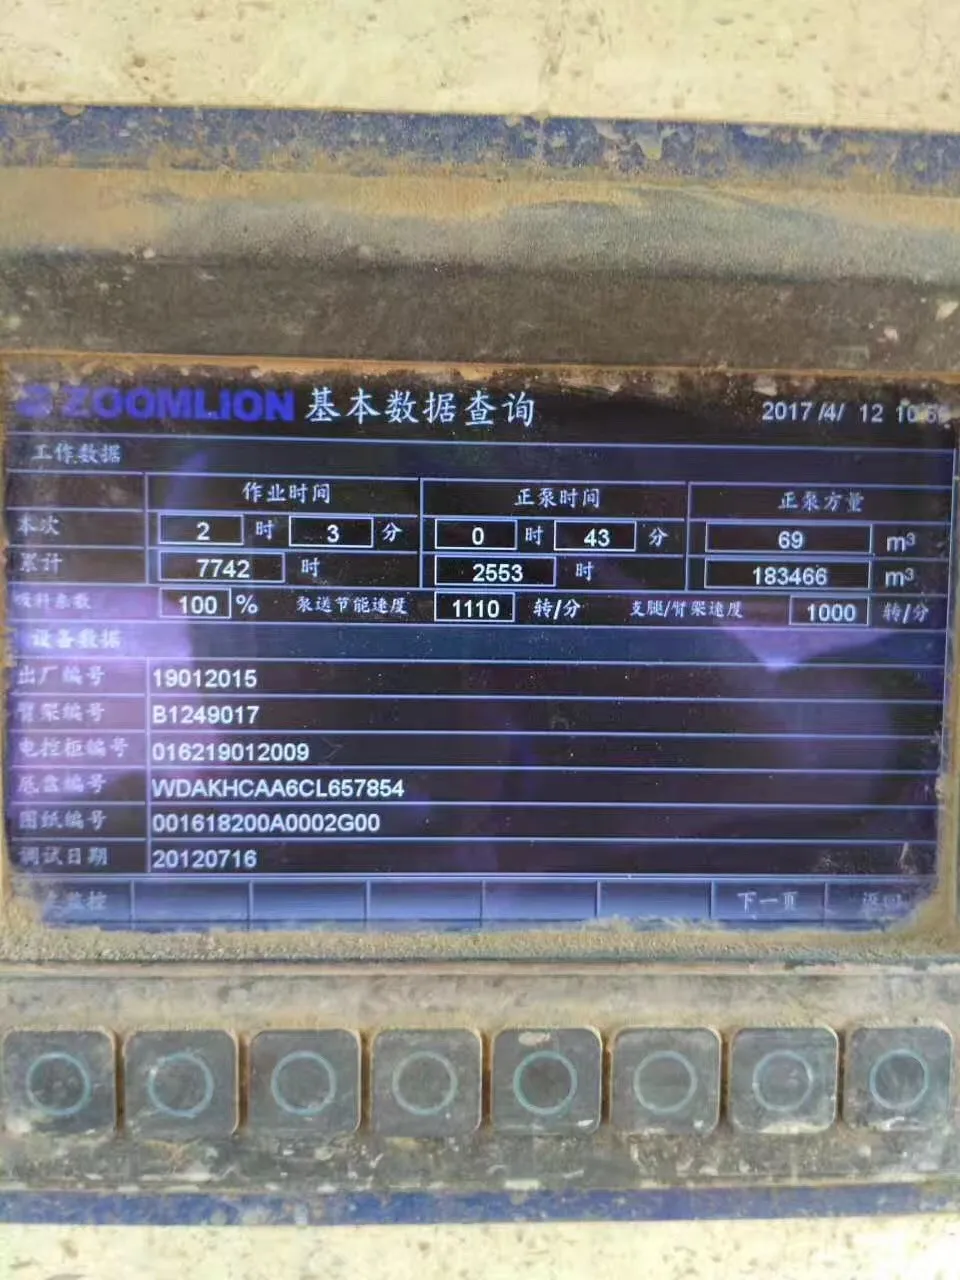 ZOOMLION 基本数据查询 2017 /4/ 12
工作数据
作业时间 正泵时间 正泵方量
本次 2 时 3 分 0 时 43 分 69 m³
累计 7742 时 2553 时 183466 m³
100 % 泵送节能速度 1110 转/分 支腿/臂架速度 1000 转/分
设备数据
出厂编号 19012015
臂架编号 B1249017
电控柜编号 016219012009
底盘编号 WDAKHCAA6CL657854
图纸编号 001618200A0002G00
调试日期 20120716
监控 下一页 返回